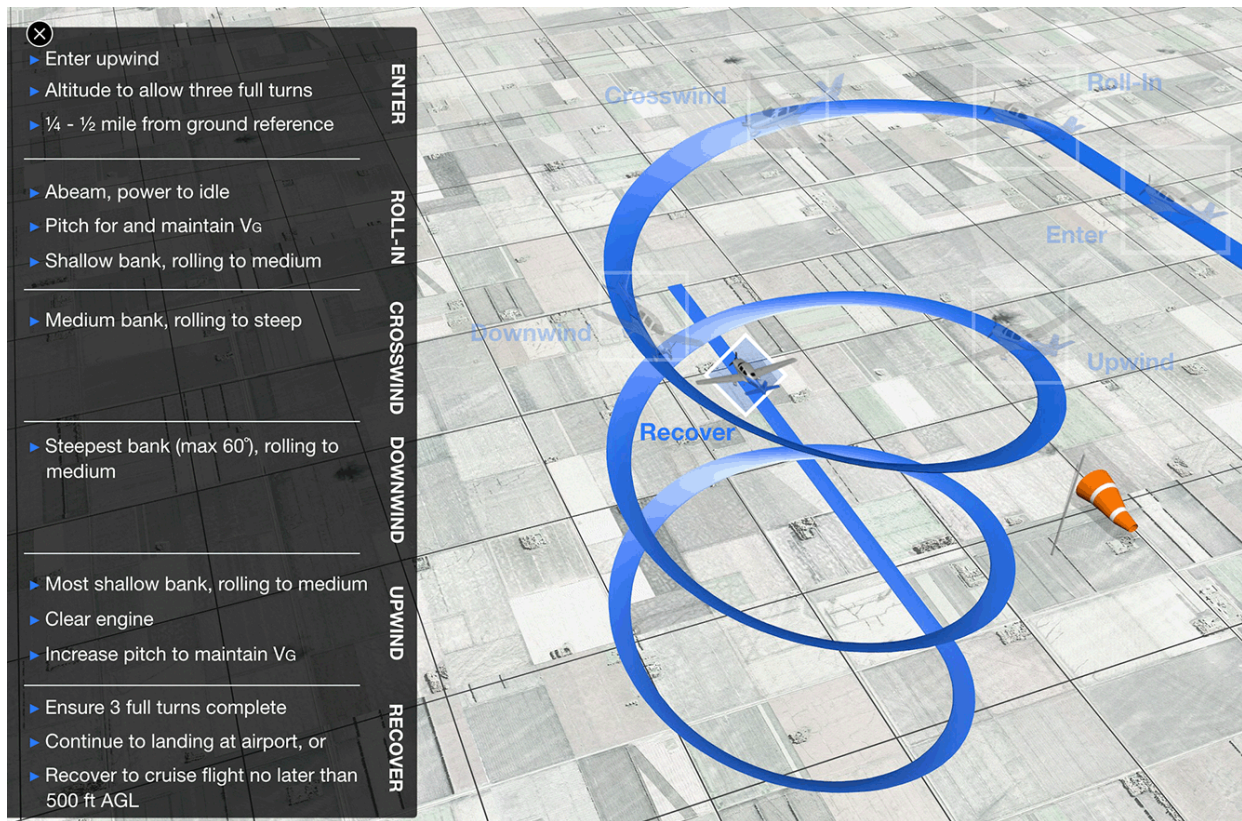 Enter upwind
Altitude to allow three full turns
¼ - ½ mile from ground reference
ENTER
Abeam, power to idle
Pitch for and maintain VG
Shallow bank, rolling to medium
ROLL-IN
Medium bank, rolling to steep
CROSSWIND
Steepest bank (max 60°), rolling to
medium
DOWNWIND
Most shallow bank, rolling to medium
Clear engine
Increase pitch to maintain VG
UPWIND
Ensure 3 full turns complete
Continue to landing at airport, or
Recover to cruise flight no later than
500 ft AGL
RECOVER
Crosswind
Roll-In
Enter
Downwind
Upwind
Recover